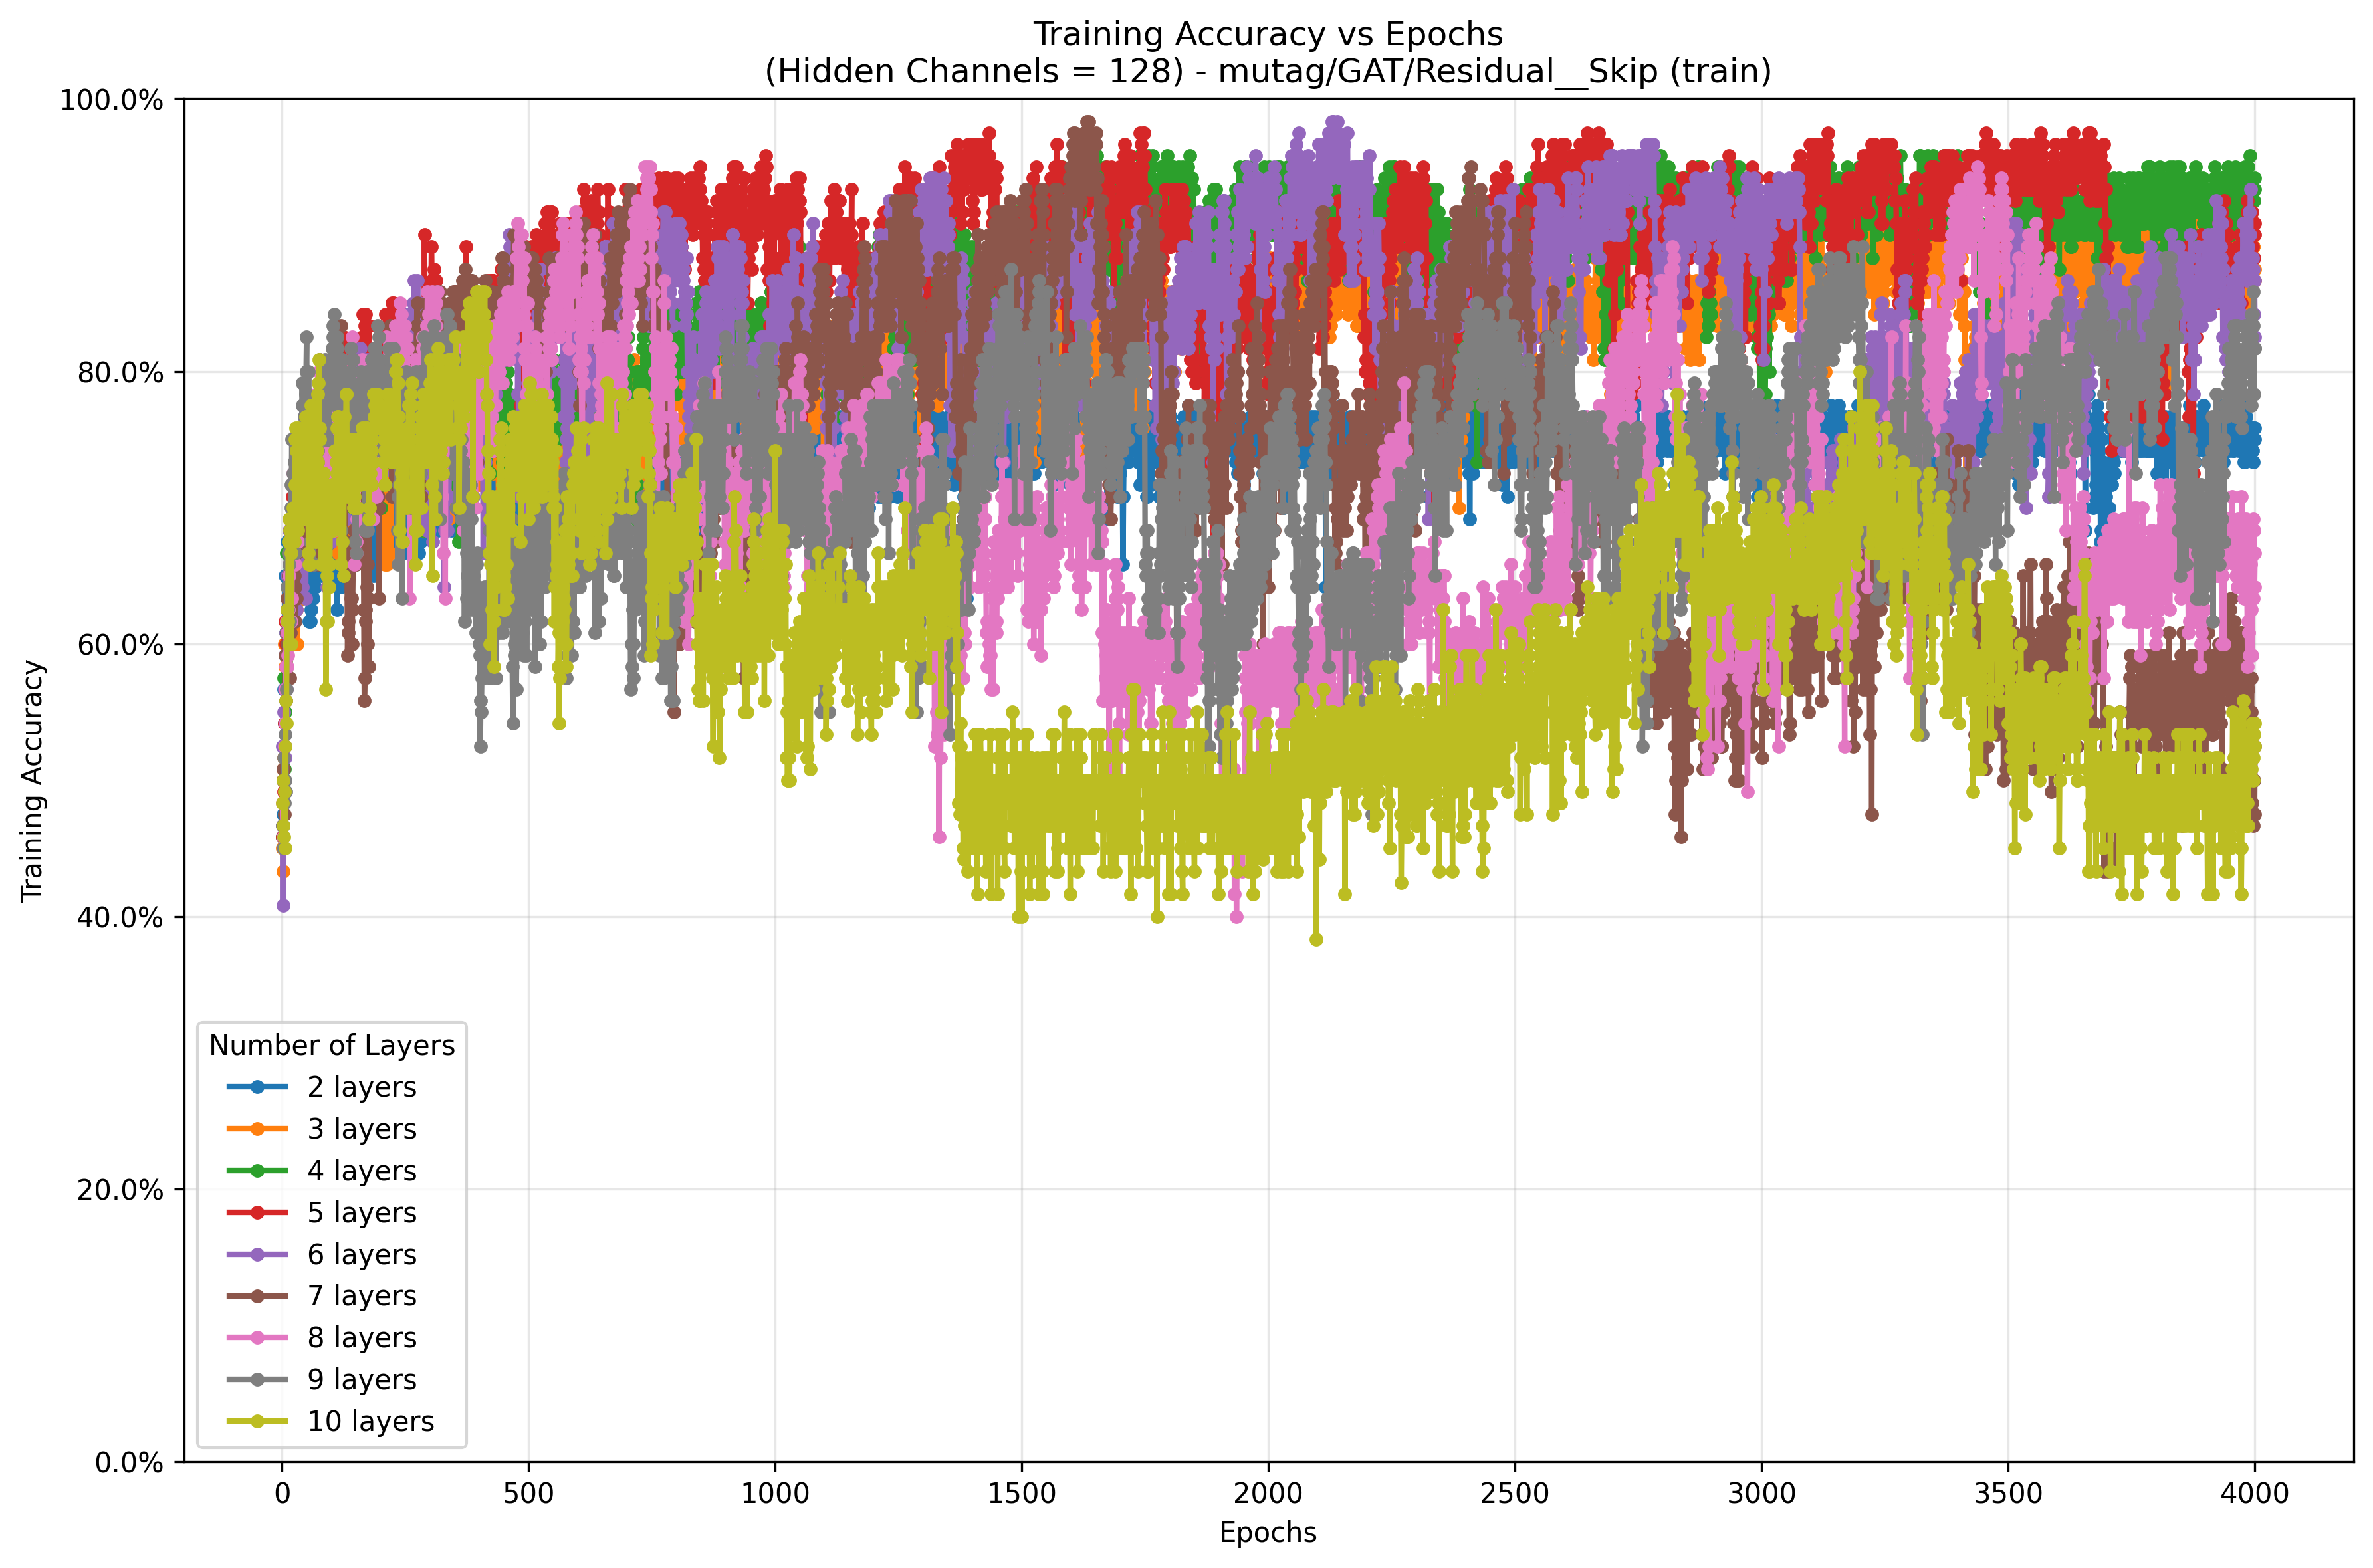 Training Accuracy vs Epochs
(Hidden Channels = 128) - mutag/GAT/Residual__Skip (train)
100.0%
80.0%
60.0%
40.0%
20.0%
0.0%
Training Accuracy
Number of Layers
2 layers
3 layers
4 layers
5 layers
6 layers
7 layers
8 layers
9 layers
10 layers
0
500
1000
1500
2000
2500
3000
3500
4000
Epochs